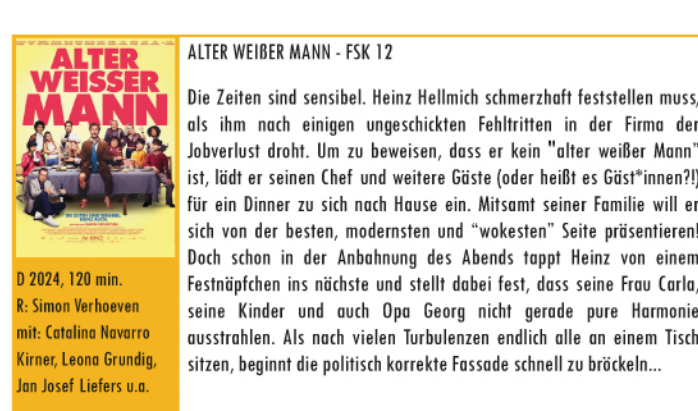 ALTER
WEISSER
MANN
ALTER WEIßER MANN - FSK 12
Die Zeiten sind sensibel. Heinz Hellmich schmerzhaft feststellen muss,
als ihm nach einigen ungeschickten Fehltritten in der Firma der
Jobverlust droht. Um zu beweisen, dass er kein "alter weißer Mann"
ist, lädt er seinen Chef und weitere Gäste (oder heißt es Gäst*innen?!)
für ein Dinner zu sich nach Hause ein. Mitsamt seiner Familie will er
sich von der besten, modernsten und “wokesten” Seite präsentieren!
Doch schon in der Anbahnung des Abends tappt Heinz von einem
Festnäpfchen ins nächste und stellt dabei fest, dass seine Frau Carla,
seine Kinder und auch Opa Georg nicht gerade pure Harmonie
ausstrahlen. Als nach vielen Turbulenzen endlich alle an einem Tisch
sitzen, beginnt die politisch korrekte Fassade schnell zu bröckeln...
D 2024, 120 min.
R: Simon Verhoeven
mit: Catalina Navarro
Kirner, Leona Grundig,
Jan Josef Liefers u.a.